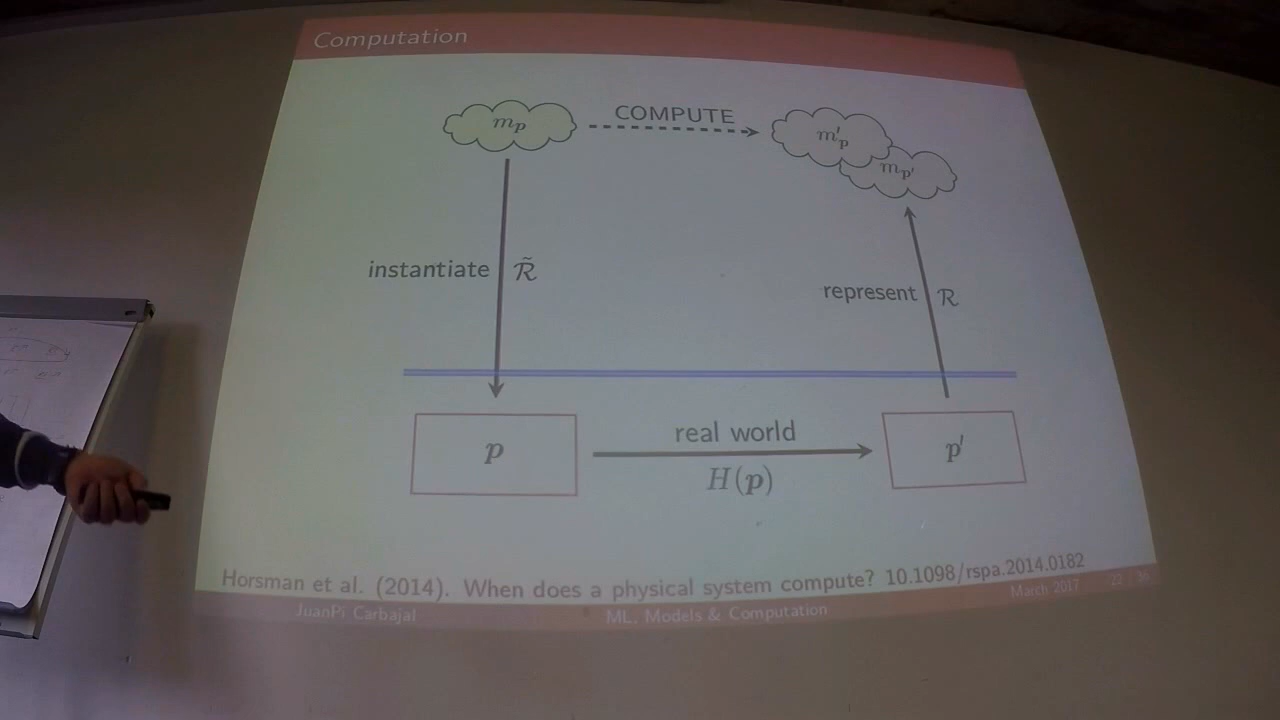 Computation
COMPUTE
m_p
m'_p
m_{p'}
instantiate R̃
represent R
real world
p
p'
H(p)
Horsman et al. (2014). When does a physical system compute? 10.1098/rspa.2014.0182
JuanPi Carbajal
ML, Models & Computation
March 2017